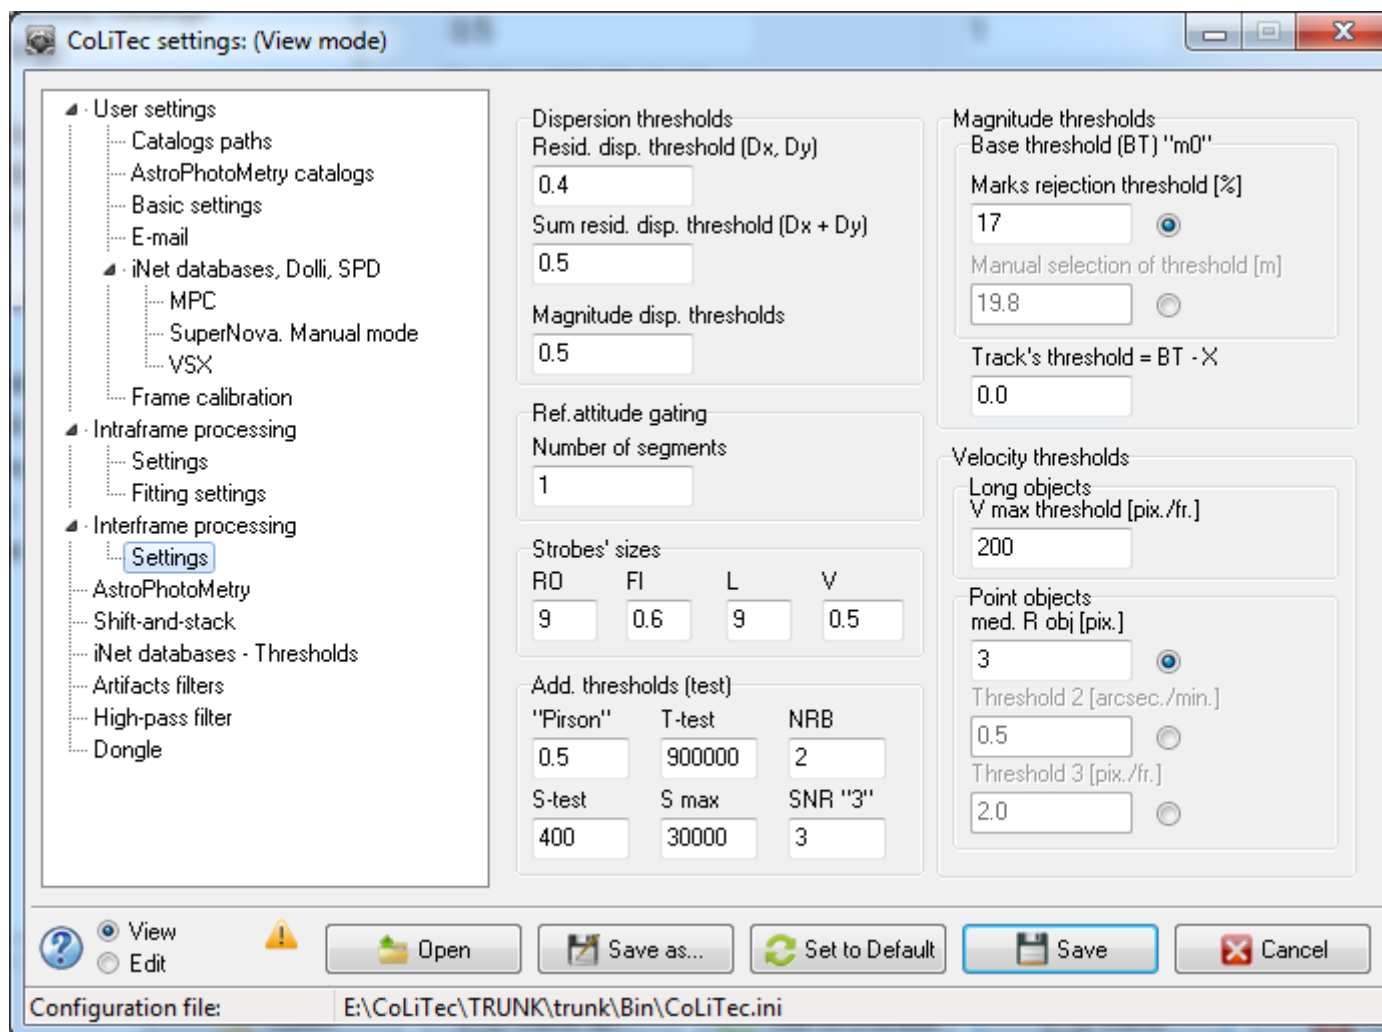 CoLiTec settings: (View mode)
User settings
Catalogs paths
AstroPhotoMetry catalogs
Basic settings
E-mail
iNet databases, Dolli, SPD
MPC
SuperNova. Manual mode
VSX
Frame calibration
Intraframe processing
Settings
Fitting settings
Interframe processing
Settings
AstroPhotoMetry
Shift-and-stack
iNet databases - Thresholds
Artifacts filters
High-pass filter
Dongle
Dispersion thresholds
Resid. disp. threshold (Dx, Dy)
0.4
Sum resid. disp. threshold (Dx + Dy)
0.5
Magnitude disp. thresholds
0.5
Ref.attitude gating
Number of segments
1
Strobes' sizes
RO FI L V
9 0.6 9 0.5
Add. thresholds (test)
"Pirson" T-test NRB
0.5 900000 2
S-test S max SNR "3"
400 30000 3
Magnitude thresholds
Base threshold (BT) "m0"
Marks rejection threshold [%]
17
Manual selection of threshold [m]
19.8
Track's threshold = BT - X
0.0
Velocity thresholds
Long objects
V max threshold [pix./fr.]
200
Point objects
med. R obj [pix.]
3
Threshold 2 [arcsec./min.]
0.5
Threshold 3 [pix./fr.]
2.0
View
Edit
Open
Save as...
Set to Default
Save
Cancel
Configuration file: E:\CoLiTec\TRUNK\trunk\Bin\CoLiTec.ini